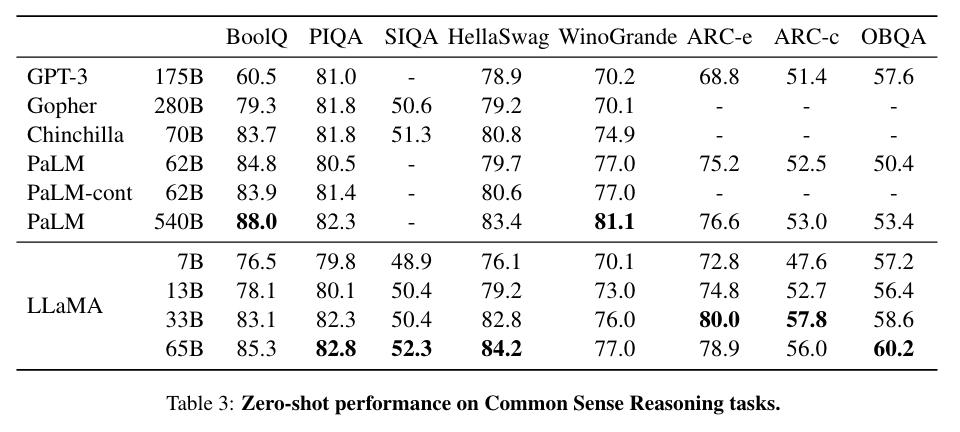 BoolQ PIQA SIQA HellaSwag WinoGrande ARC-e ARC-c OBQA
GPT-3 175B 60.5 81.0 - 78.9 70.2 68.8 51.4 57.6
Gopher 280B 79.3 81.8 50.6 79.2 70.1 - - -
Chinchilla 70B 83.7 81.8 51.3 80.8 74.9 - - -
PaLM 62B 84.8 80.5 - 79.7 77.0 75.2 52.5 50.4
PaLM-cont 62B 83.9 81.4 - 80.6 77.0 - - -
PaLM 540B 88.0 82.3 - 83.4 81.1 76.6 53.0 53.4
LLaMA
7B 76.5 79.8 48.9 76.1 70.1 72.8 47.6 57.2
13B 78.1 80.1 50.4 79.2 73.0 74.8 52.7 56.4
33B 83.1 82.3 50.4 82.8 76.0 80.0 57.8 58.6
65B 85.3 82.8 52.3 84.2 77.0 78.9 56.0 60.2
Table 3: Zero-shot performance on Common Sense Reasoning tasks.